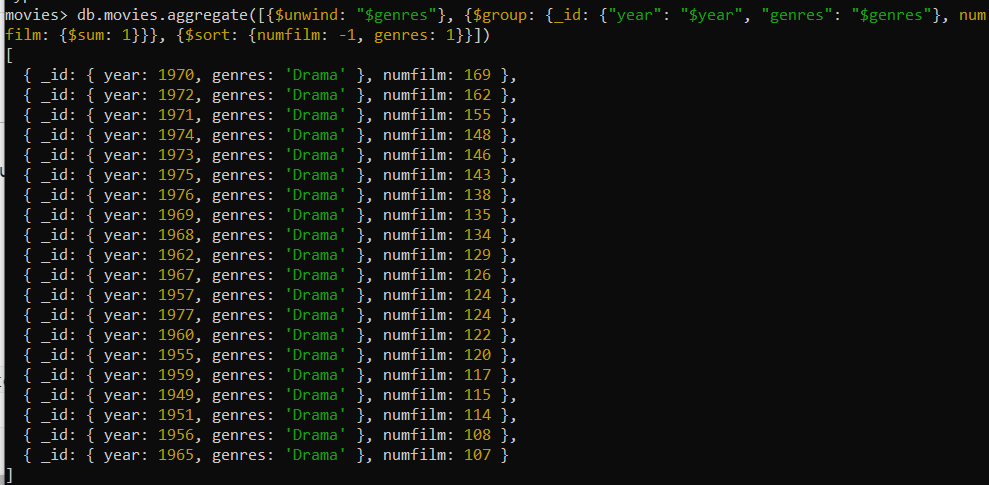 movies> db.movies.aggregate([{$unwind: "$genres"}, {$group: {_id: {"year": "$year", "genres": "$genres"}, num
film: {$sum: 1}}}, {$sort: {numfilm: -1, genres: 1}}])
[
  { _id: { year: 1970, genres: 'Drama' }, numfilm: 169 },
  { _id: { year: 1972, genres: 'Drama' }, numfilm: 162 },
  { _id: { year: 1971, genres: 'Drama' }, numfilm: 155 },
  { _id: { year: 1974, genres: 'Drama' }, numfilm: 148 },
  { _id: { year: 1973, genres: 'Drama' }, numfilm: 146 },
  { _id: { year: 1975, genres: 'Drama' }, numfilm: 143 },
  { _id: { year: 1976, genres: 'Drama' }, numfilm: 138 },
  { _id: { year: 1969, genres: 'Drama' }, numfilm: 135 },
  { _id: { year: 1968, genres: 'Drama' }, numfilm: 134 },
  { _id: { year: 1962, genres: 'Drama' }, numfilm: 129 },
  { _id: { year: 1967, genres: 'Drama' }, numfilm: 126 },
  { _id: { year: 1957, genres: 'Drama' }, numfilm: 124 },
  { _id: { year: 1977, genres: 'Drama' }, numfilm: 124 },
  { _id: { year: 1960, genres: 'Drama' }, numfilm: 122 },
  { _id: { year: 1955, genres: 'Drama' }, numfilm: 120 },
  { _id: { year: 1959, genres: 'Drama' }, numfilm: 117 },
  { _id: { year: 1949, genres: 'Drama' }, numfilm: 115 },
  { _id: { year: 1951, genres: 'Drama' }, numfilm: 114 },
  { _id: { year: 1956, genres: 'Drama' }, numfilm: 108 },
  { _id: { year: 1965, genres: 'Drama' }, numfilm: 107 }
]